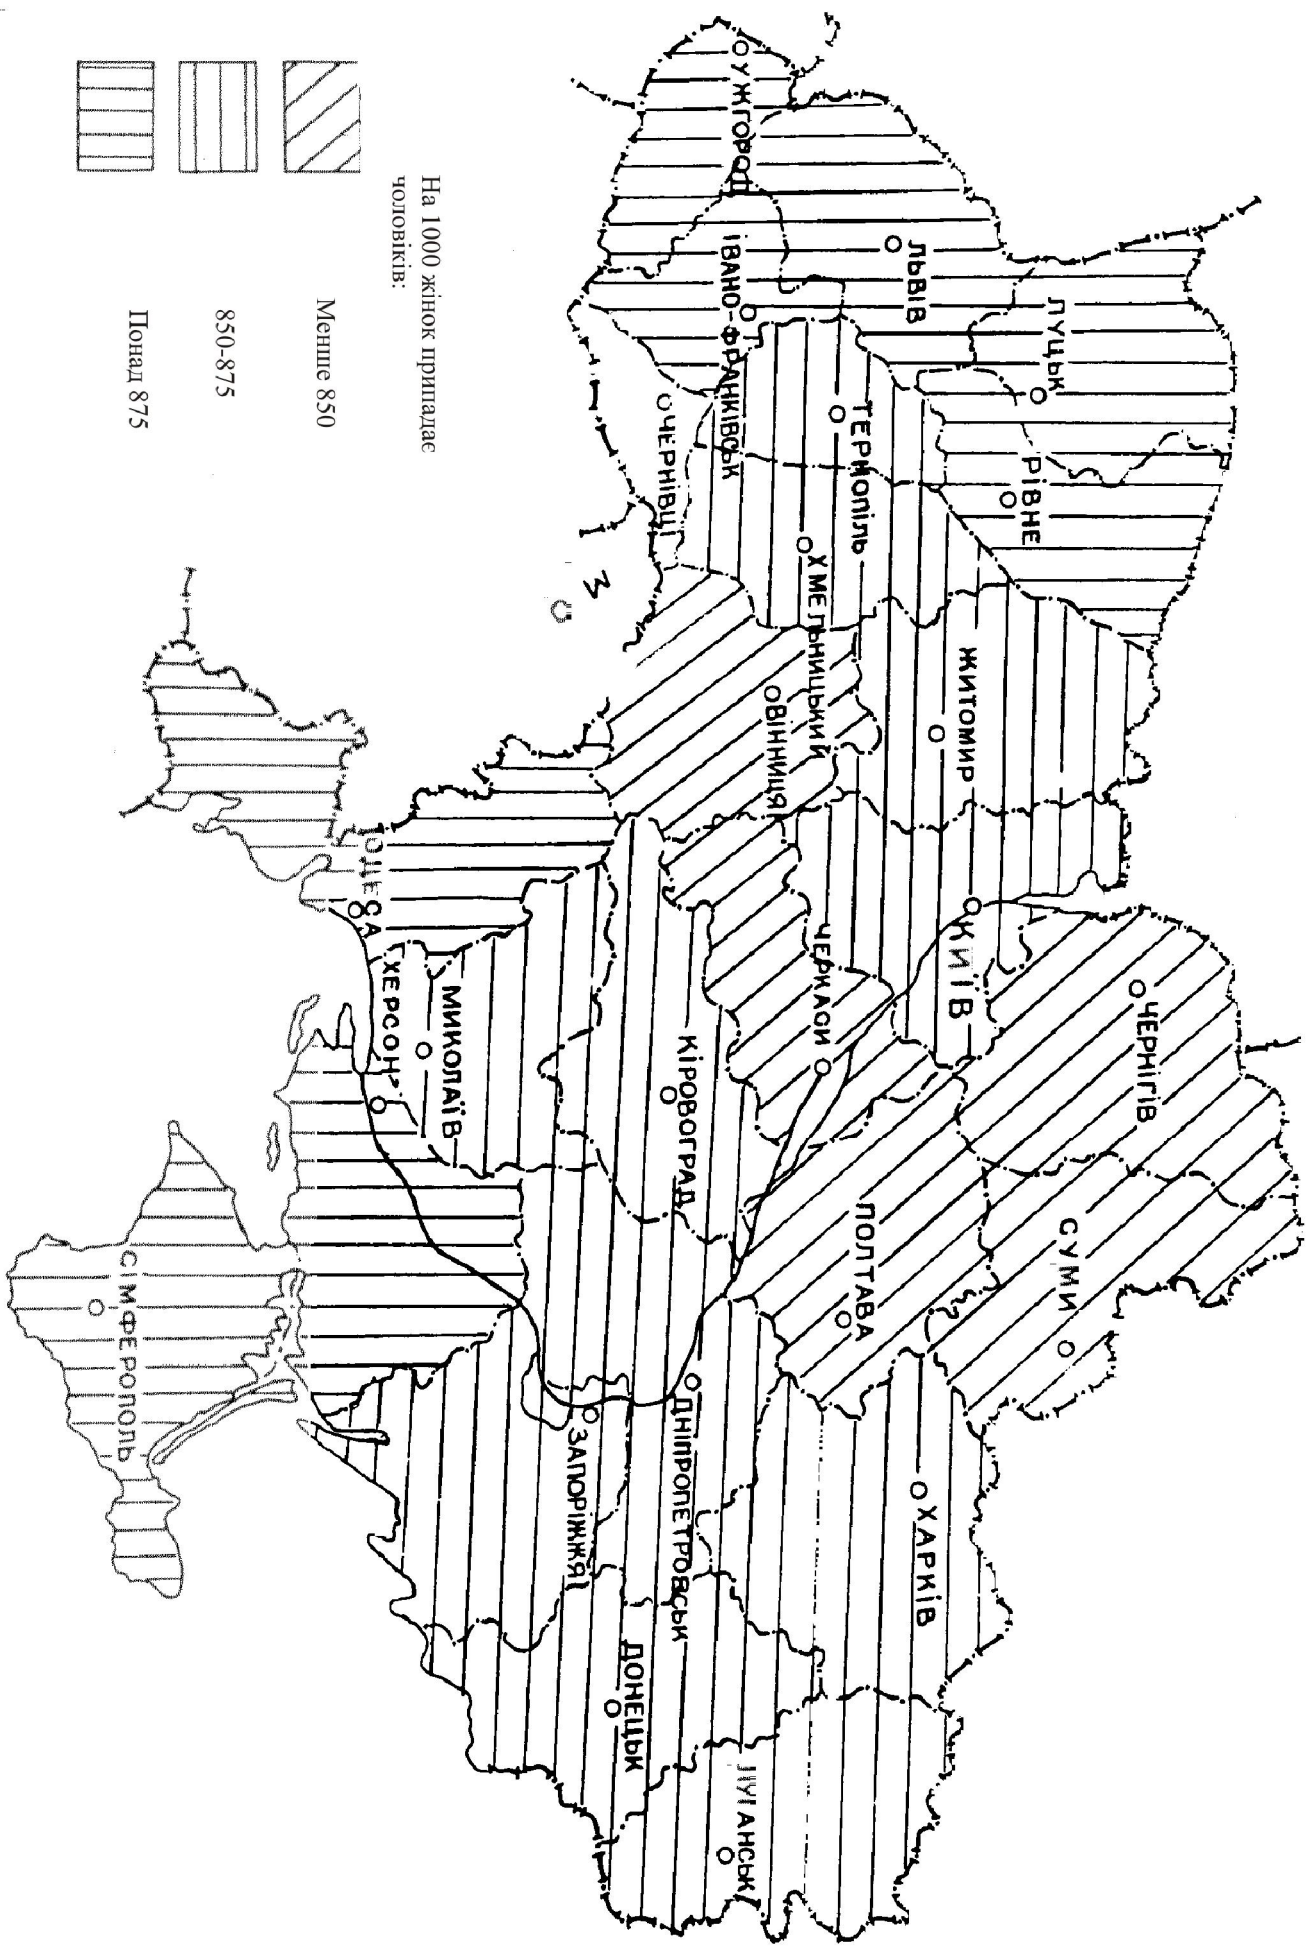 ЧЕРНІГІВ
СУМИ
ЛУЦЬК
РІВНЕ
ЖИТОМИР
КИЇВ
ХАРКІВ
ЛЬВІВ
ТЕРНОПІЛЬ
ХМЕЛЬНИЦЬКИЙ
ЧЕРКАСИ
ПОЛТАВА
ВІННИЦЯ
УЖГОРОД
ІВАНО-ФРАНКІВСЬК
ЛУГАНСЬК
ЧЕРНІВЦІ
КІРОВОГРАД
ДНІПРОПЕТРОВСЬК
ДОНЕЦЬК
ЗАПОРІЖЖЯ
МИКОЛАЇВ
ОДЕСА
ХЕРСОН
СІМФЕРОПОЛЬ
На 1000 жінок припадає
чоловіків:
Менше 850
850-875
Понад 875